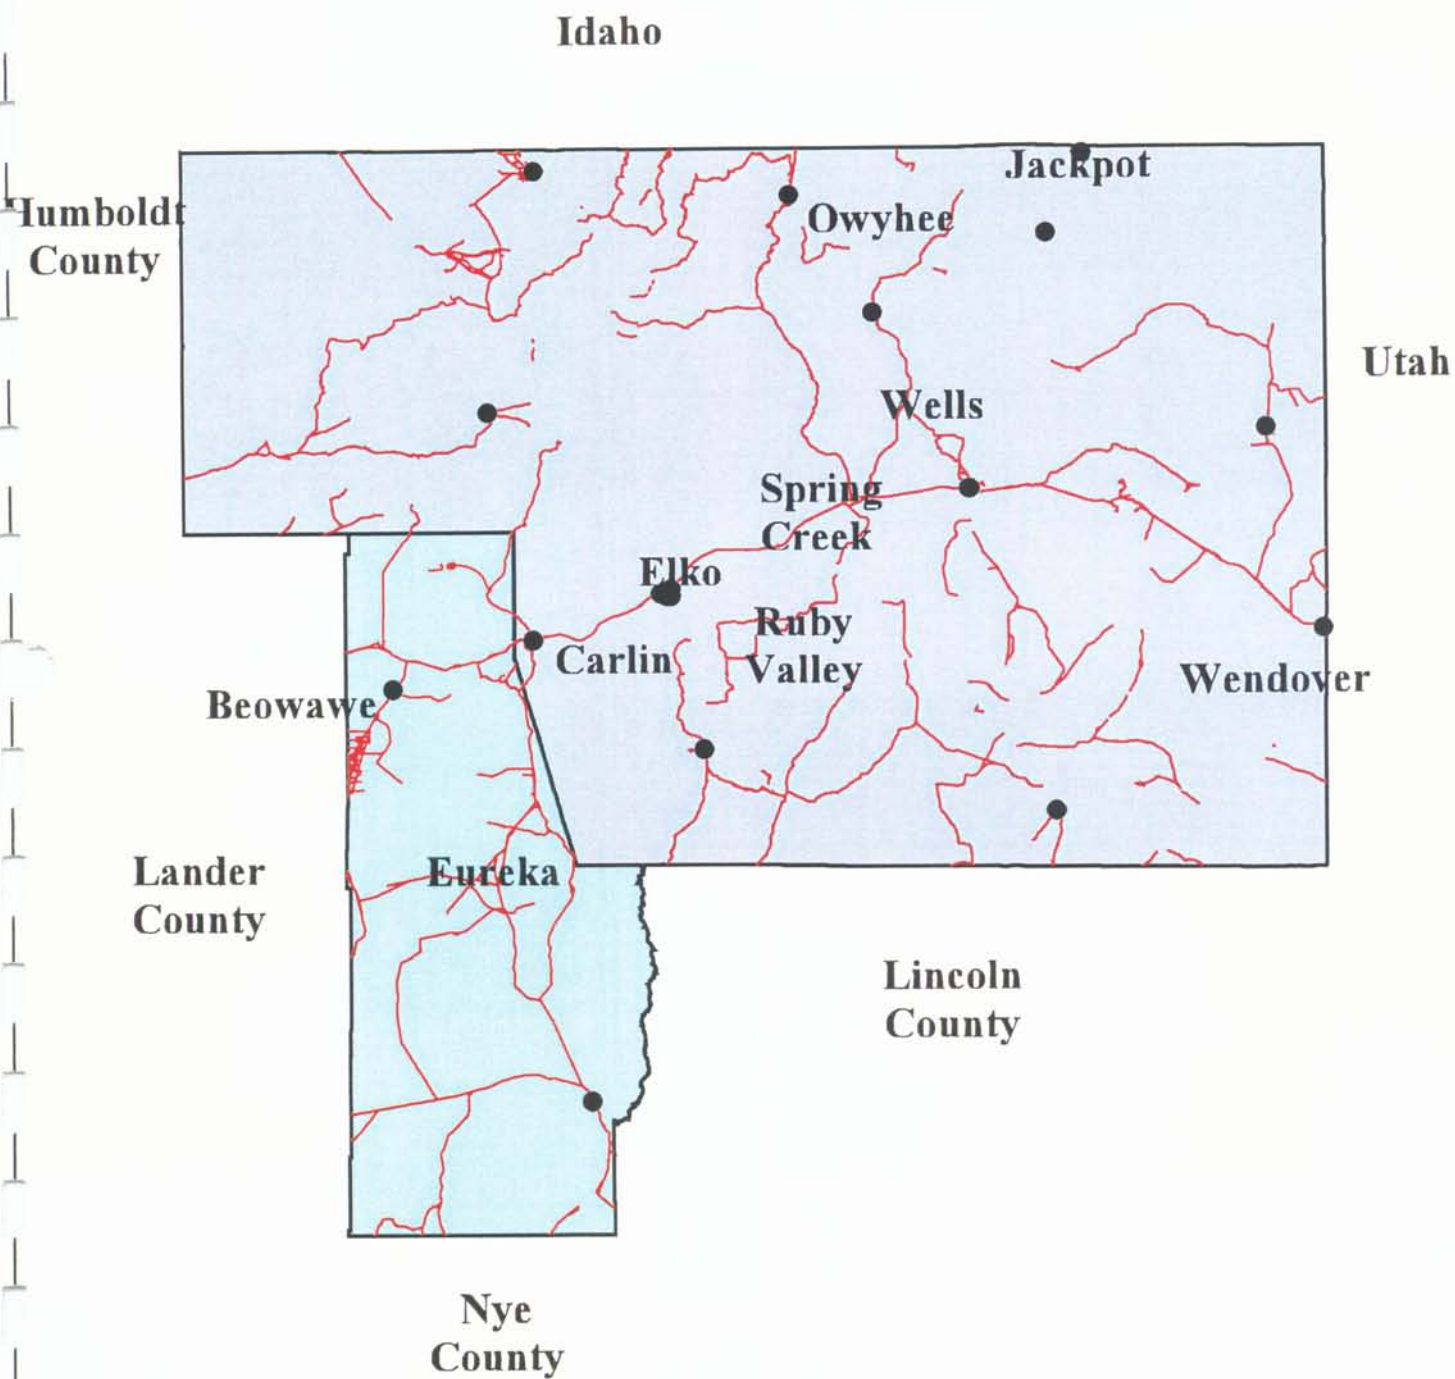 Idaho
Jackpot
Humboldt
County
Owyhee
Utah
Wells
Spring
Creek
Elko
Ruby
Valley
Carlin
Wendover
Beowawe
Lander
County
Eureka
Lincoln
County
Nye
County